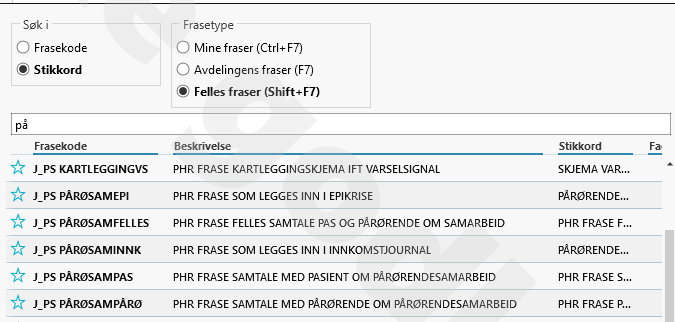 Søk i
Frasekode
Stikkord
Frasetype
Mine fraser (Ctrl+F7)
Avdelingens fraser (F7)
Felles fraser (Shift+F7)
på
Frasekode Beskrivelse Stikkord Fa
J_PS KARTLEGGINGVS PHR FRASE KARTLEGGINGSKJEMA IFT VARSELSIGNAL SKJEMA VAR...
J_PS PÅRØSAMEPI PHR FRASE SOM LEGGES INN I EPIKRISE PÅRØRENDE...
J_PS PÅRØSAMFELLES PHR FRASE FELLES SAMTALE PAS OG PÅRØRENDE OM SAMARBEID PHR FRASE F...
J_PS PÅRØSAMINNK PHR FRASE SOM LEGGES INN I INNKOMSTJOURNAL PÅRØRENDE...
J_PS PÅRØSAMPAS PHR FRASE SAMTALE MED PASIENT OM PÅRØRENDESAMARBEID PHR FRASE S...
J_PS PÅRØSAMPÅRØ PHR FRASE SAMTALE MED PÅRØRENDE OM PÅRØRENDESAMARBEID PHR FRASE P...